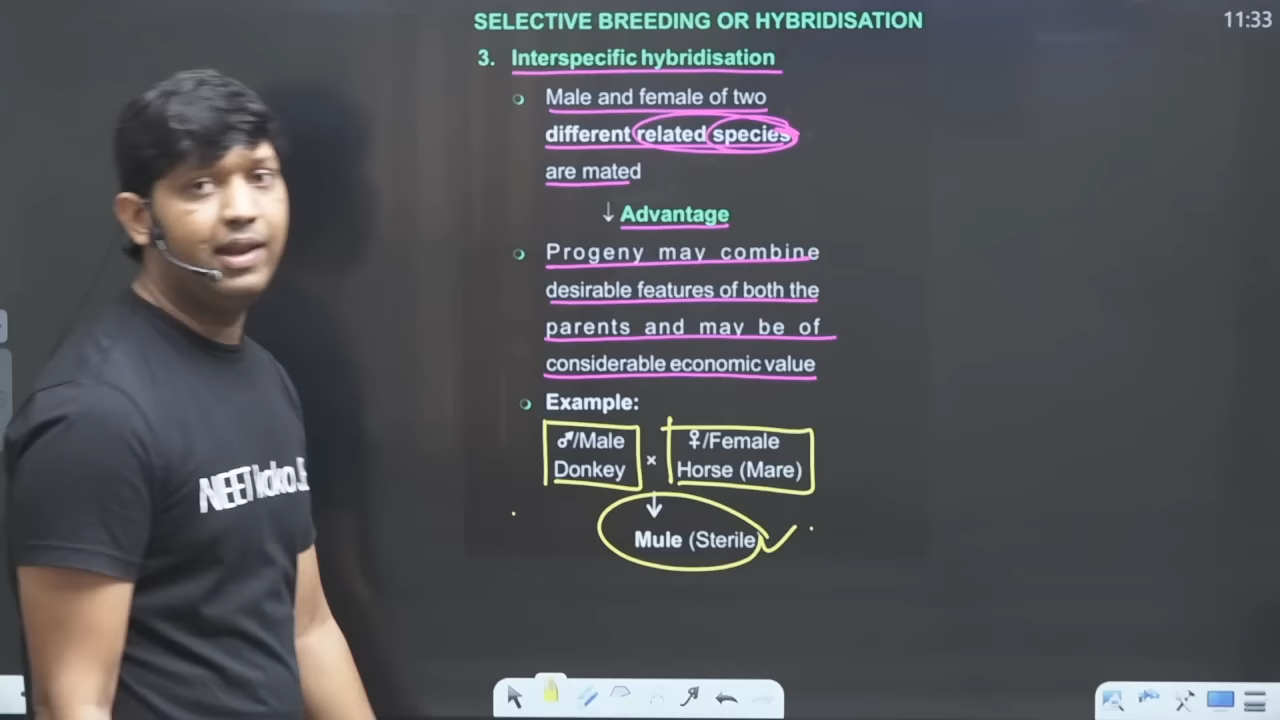 SELECTIVE BREEDING OR HYBRIDISATION
11:33
3. Interspecific hybridisation
Male and female of two
different related species
are mated
↓ Advantage
Progeny may combine
desirable features of both the
parents and may be of
considerable economic value
Example:
♂/Male × ♀/Female
Donkey Horse (Mare)
↓
Mule (Sterile)
NEET